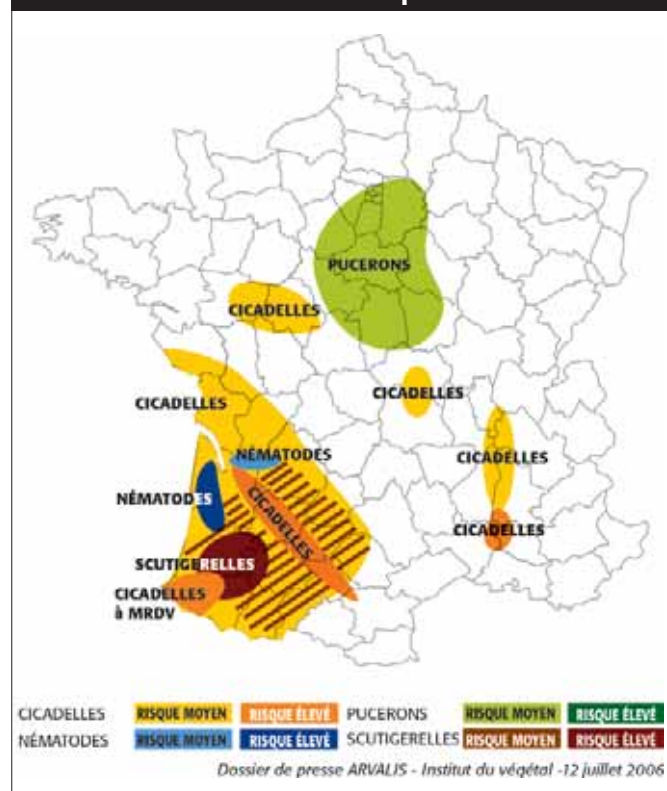 PUCERONS
CICADELLES
CICADELLES
CICADELLES
NÉMATODES
CICADELLES
NÉMATODES
CICADELLES
CICADELLES
SCUTIGERELLES
CICADELLES
à MRDV
CICADELLES RISQUE MOYEN RISQUE ÉLEVÉ PUCERONS RISQUE MOYEN RISQUE ÉLEVÉ
NÉMATODES RISQUE MOYEN RISQUE ÉLEVÉ SCUTIGERELLES RISQUE MOYEN RISQUE ÉLEVÉ
Dossier de presse ARVALIS - Institut du végétal -12 juillet 2006